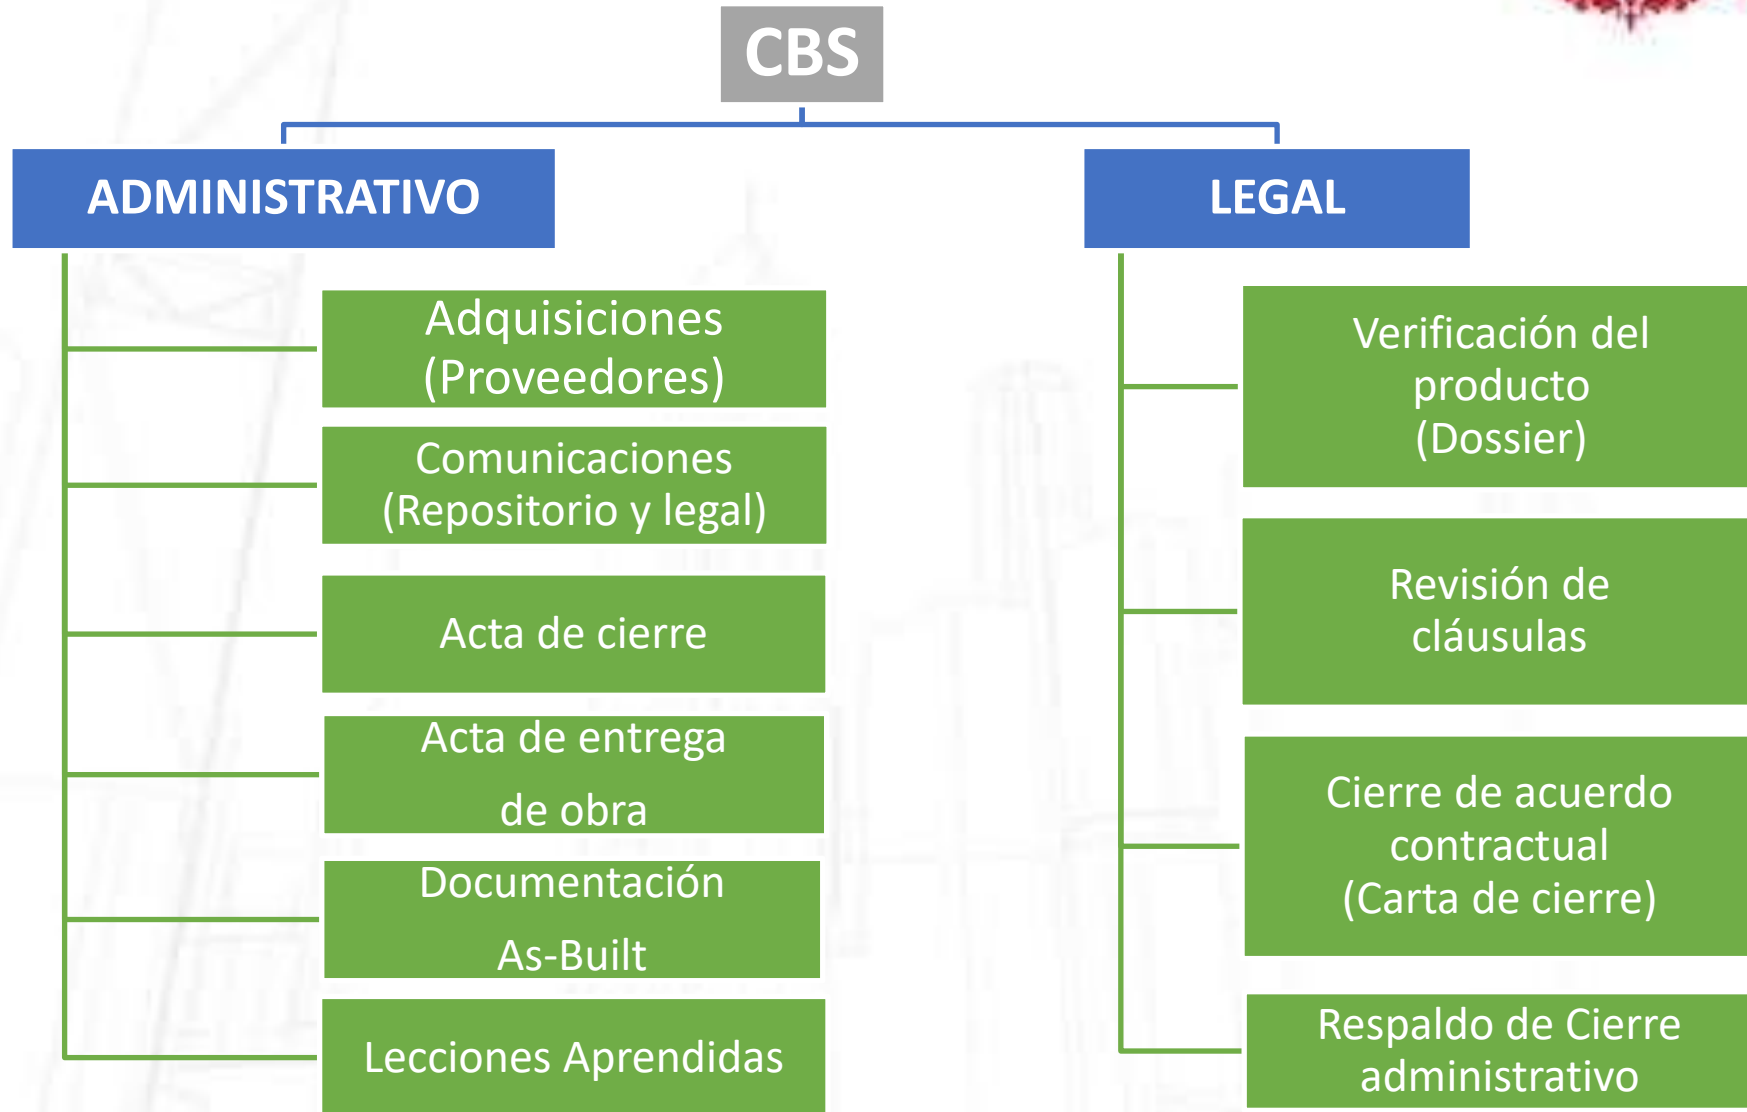 CBS
ADMINISTRATIVO
Adquisiciones
(Proveedores)
Comunicaciones
(Repositorio y legal)
Acta de cierre
Acta de entrega
de obra
Documentación
As-Built
Lecciones Aprendidas
LEGAL
Verificación del
producto
(Dossier)
Revisión de
cláusulas
Cierre de acuerdo
contractual
(Carta de cierre)
Respaldo de Cierre
administrativo